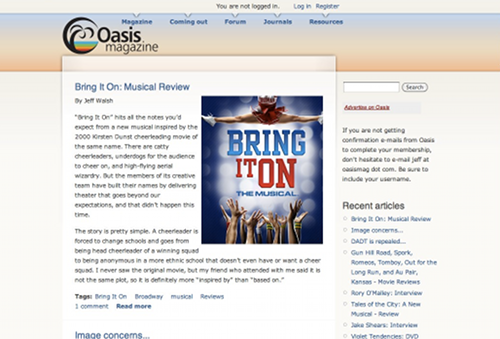 You are not logged in. Log in Register
Magazine Coming out Forum Journals Resources
Oasis
magazine
Bring It On: Musical Review
By Jeff Walsh
"Bring It On" hits all the notes you'd
expect from a new musical inspired by the
2000 Kirsten Dunst cheerleading movie of
the same name. There are catty
cheerleaders, underdogs for the audience
to cheer on, and high-flying aerial
wizardry. But the members of its creative
team have built their names by delivering
theater that goes beyond our
expectations, and that didn't happen this
time.
BRING
IT ON
THE MUSICAL
The story is pretty simple. A cheerleader is
forced to change schools and goes from
being head cheerleader of a winning squad
to being anonymous in a more ethnic school that doesn't even have or want a cheer
squad. I never saw the original movie, but my friend who attended with me said it is
not the same plot, so it is definitely more "inspired by" than "based on."
Tags: Bring It On Broadway musical Reviews
1 comment Read more
Image concerns...
Search
Advertise on Oasis
If you are not getting
confirmation e-mails from Oasis
to complete your membership,
don't hesitate to e-mail jeff at
oasismag dot com. Be sure to
include your username.
Recent articles
Bring It On: Musical Review
Image concerns...
DADT is repealed...
Gun Hill Road, Spork,
Romeos, Tomboy, Out for the
Long Run, and Au Pair,
Kansas - Movie Reviews
Rory O'Malley: Interview
Tales of the City: A New
Musical - Review
Jake Shears: Interview
Violet Tendencies: DVD